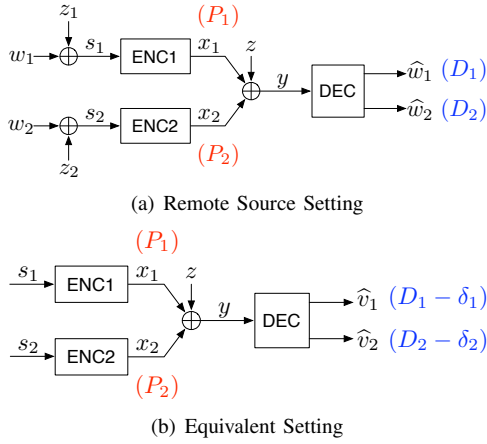 z₁ (P₁)
w₁ s₁ ENC1 x₁ z
y DEC ŵ₁ (D₁)
w₂ s₂ ENC2 x₂ ŵ₂ (D₂)
z₂ (P₂)
(a) Remote Source Setting
(P₁)
s₁ ENC1 x₁ z
y DEC v̂₁ (D₁ − δ₁)
s₂ ENC2 x₂ v̂₂ (D₂ − δ₂)
(P₂)
(b) Equivalent Setting